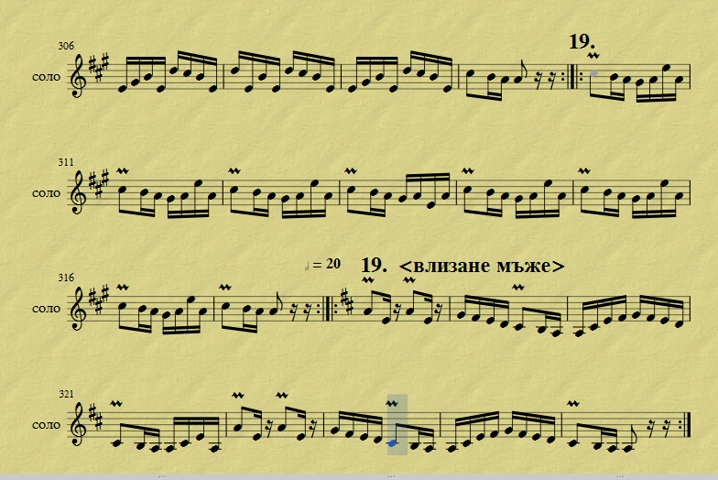 306
19.
соло
311
соло
= 20 19. <влизане мъже>
316
соло
321
соло